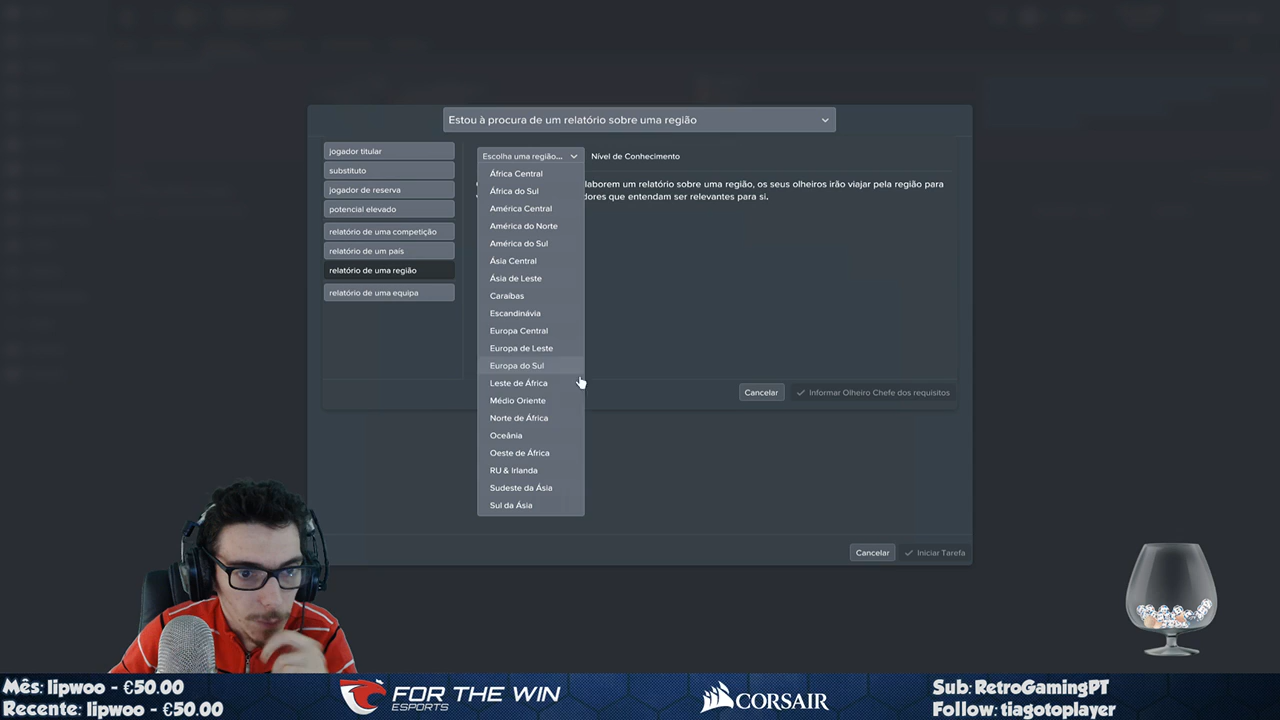 Estou à procura de um relatório sobre uma região
jogador titular
substituto
jogador de reserva
potencial elevado
relatório de uma competição
relatório de um país
relatório de uma região
relatório de uma equipa
Escolha uma região...
Nível de Conhecimento
laborem um relatório sobre uma região, os seus olheiros irão viajar pela região para
dores que entendam ser relevantes para si.
África Central
África do Sul
América Central
América do Norte
América do Sul
Ásia Central
Ásia de Leste
Caraíbas
Escandinávia
Europa Central
Europa de Leste
Europa do Sul
Leste de África
Médio Oriente
Norte de África
Oceânia
Oeste de África
RU & Irlanda
Sudeste da Ásia
Sul da Ásia
Cancelar
Informar Olheiro Chefe dos requisitos
Cancelar
Iniciar Tarefa
Mês: lipwoo - €50.00
Recente: lipwoo - €50.00
FOR THE WIN
ESPORTS
CORSAIR
Sub: RetroGamingPT
Follow: tiagotoplayer